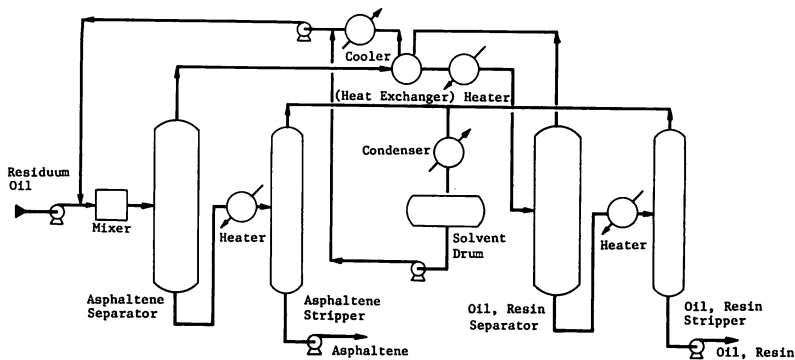 Cooler
(Heat Exchanger) Heater
Condenser
Residuum
Oil
Mixer
Heater
Solvent
Drum
Heater
Asphaltene
Separator
Asphaltene
Stripper
Oil, Resin
Separator
Oil, Resin
Stripper
Asphaltene
Oil, Resin